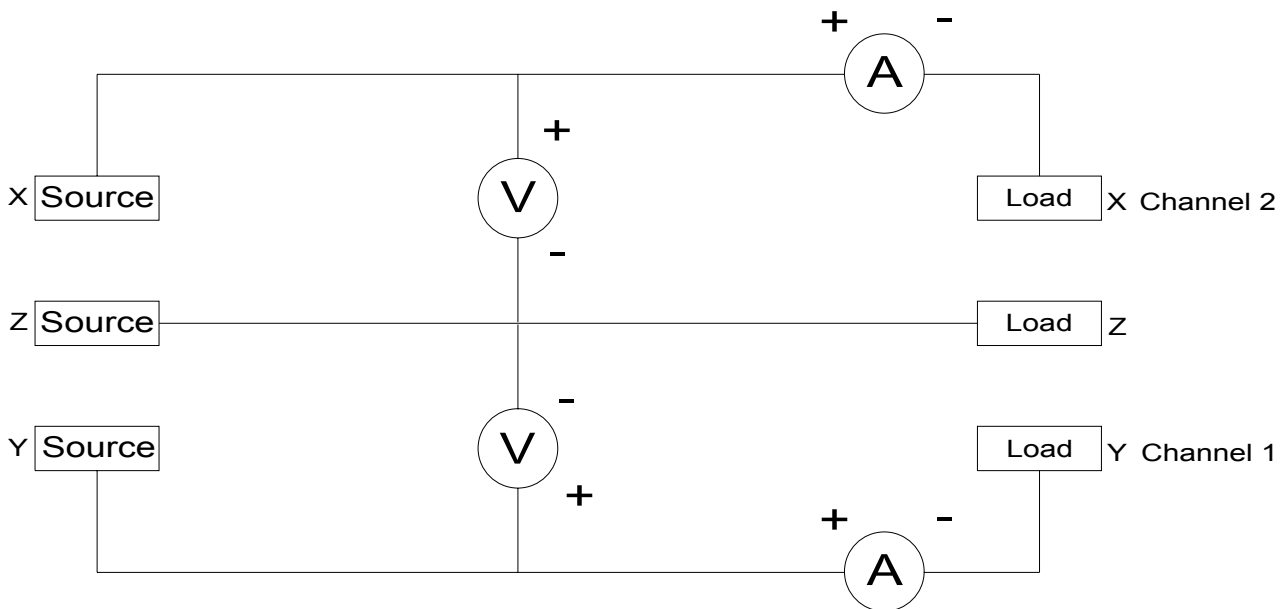 + -
A
+
X Source
V
Load X Channel 2
-
Z Source
Load Z
-
Y Source
V
Load Y Channel 1
+
+ -
A